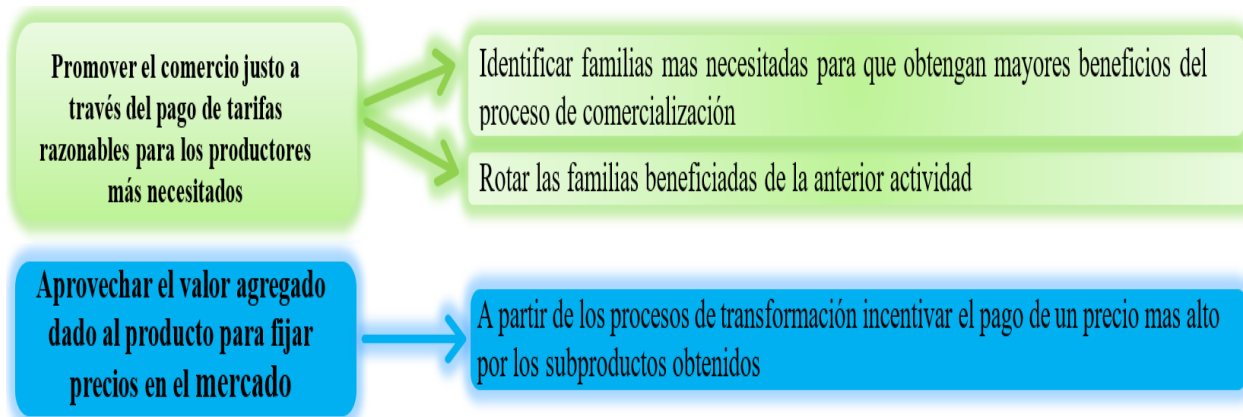 Promover el comercio justo a
través del pago de tarifas
razonables para los productores
más necesitados
Identificar familias mas necesitadas para que obtengan mayores beneficios del
proceso de comercialización
Rotar las familias beneficiadas de la anterior actividad
Aprovechar el valor agregado
dado al producto para fijar
precios en el mercado
A partir de los procesos de transformación incentivar el pago de un precio mas alto
por los subproductos obtenidos